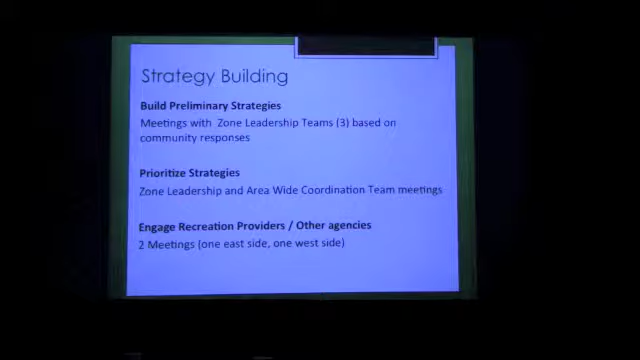 Strategy Building
Build Preliminary Strategies
Meetings with Zone Leadership Teams (3) based on
community responses
Prioritize Strategies
Zone Leadership and Area Wide Coordination Team meetings
Engage Recreation Providers / Other agencies
2 Meetings (one east side, one west side)